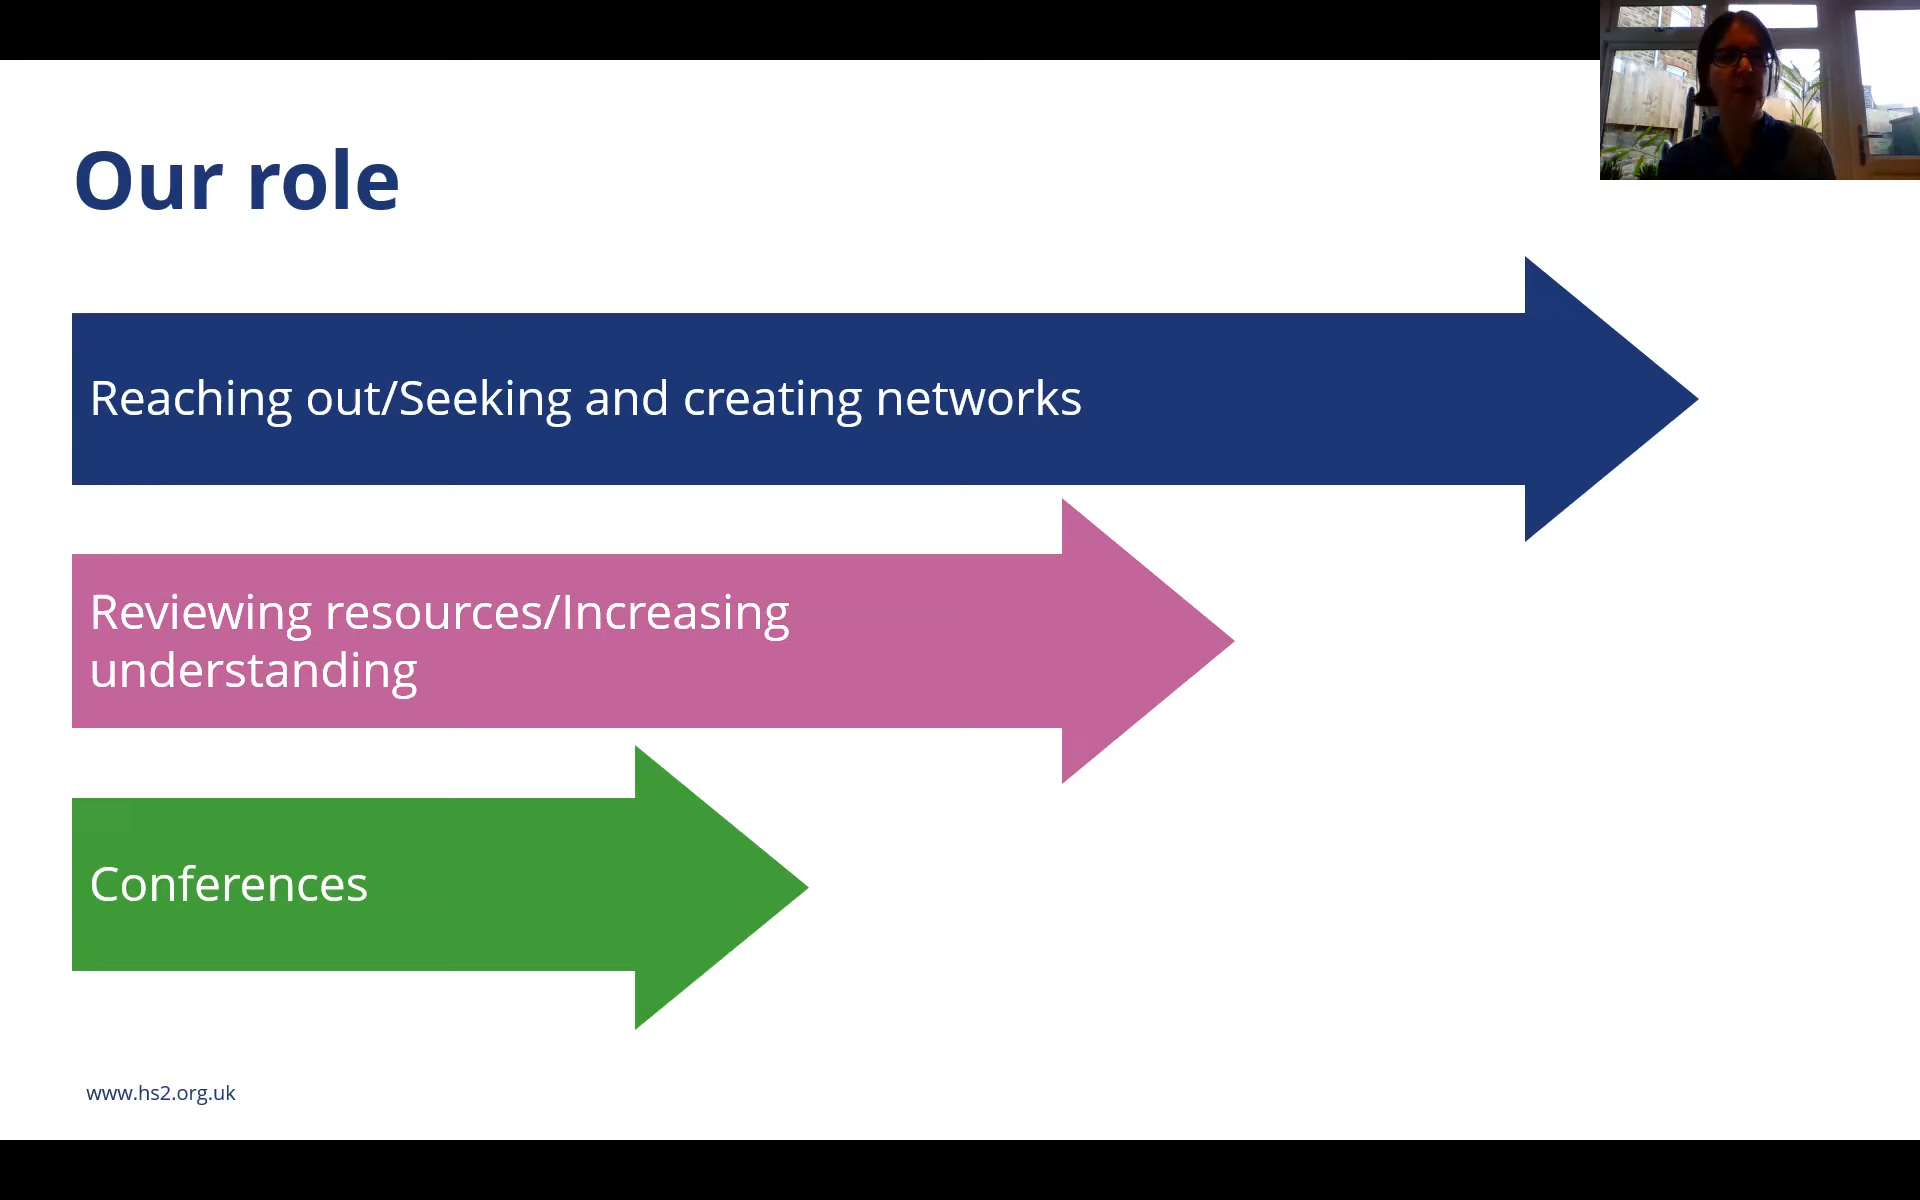 Our role
Reaching out/Seeking and creating networks
Reviewing resources/Increasing
understanding
Conferences
www.hs2.org.uk